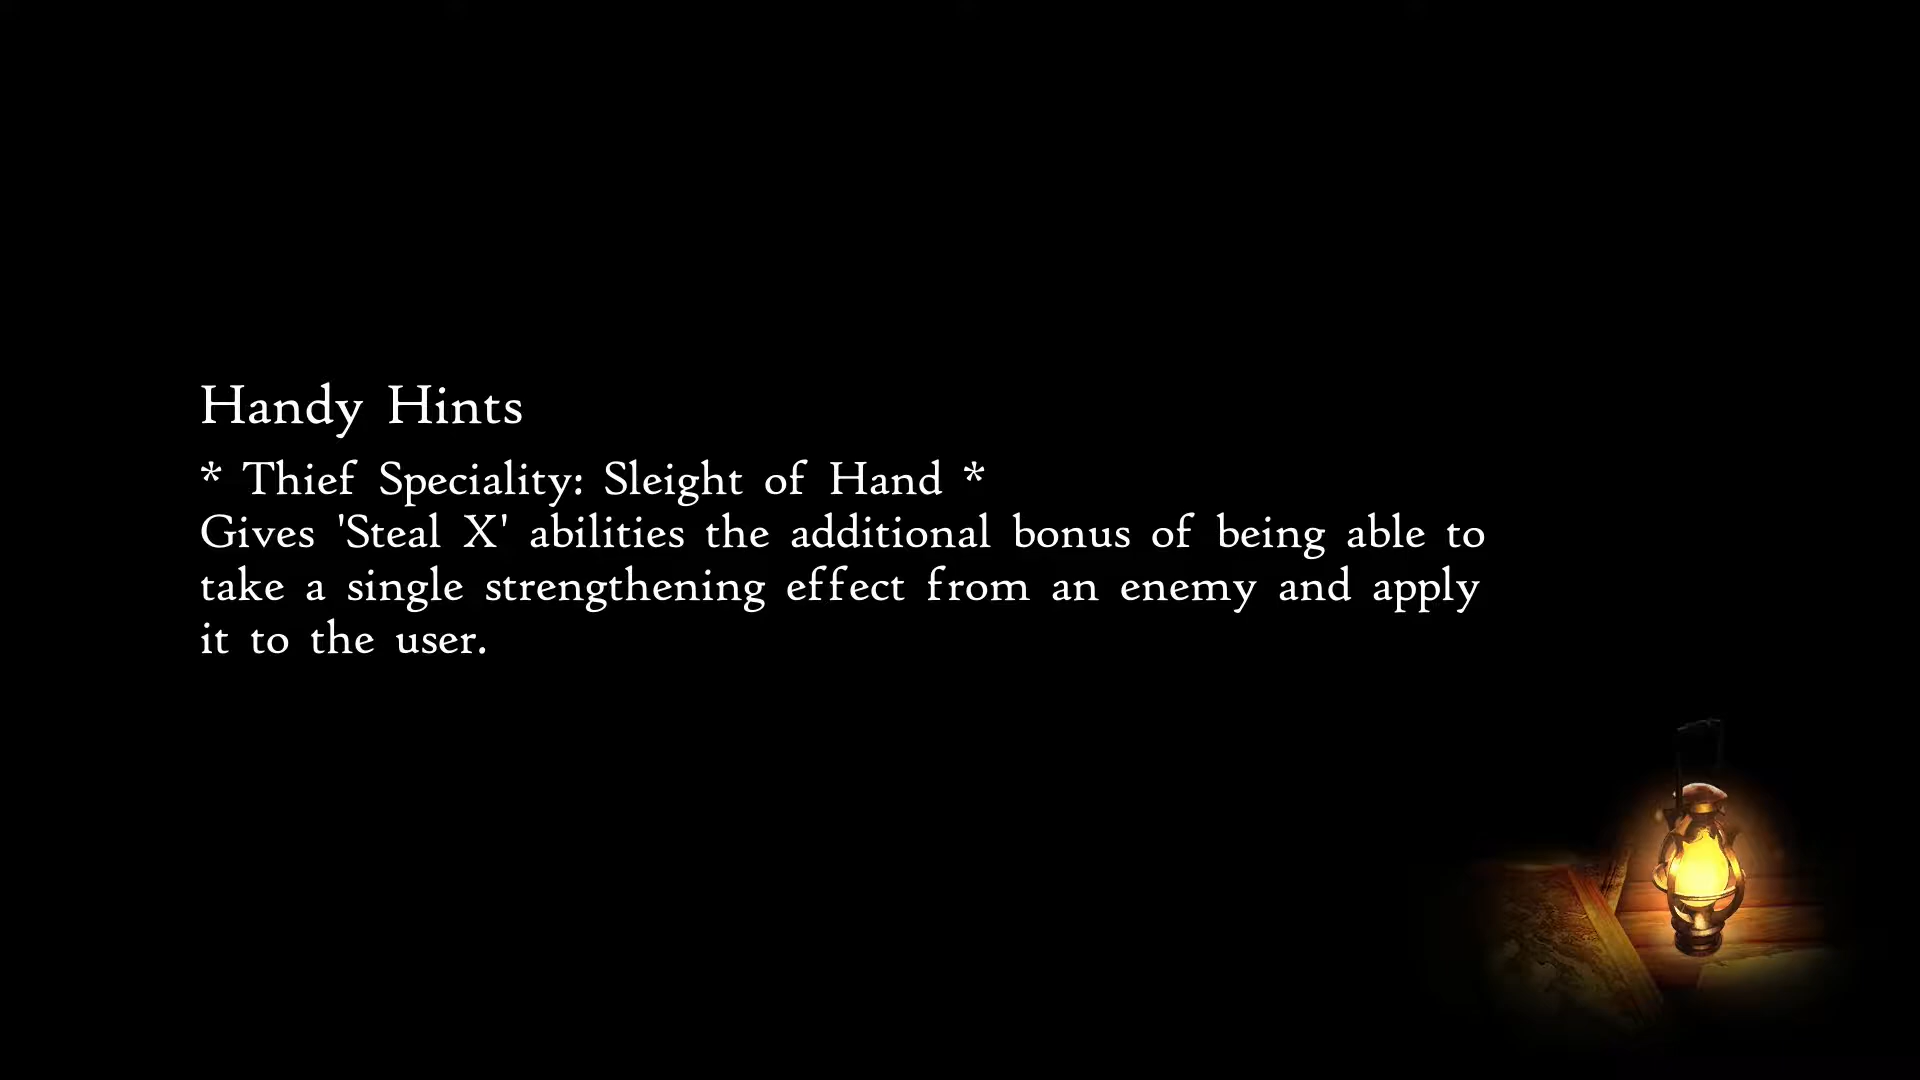 Handy Hints
* Thief Speciality: Sleight of Hand *
Gives 'Steal X' abilities the additional bonus of being able to
take a single strengthening effect from an enemy and apply
it to the user.